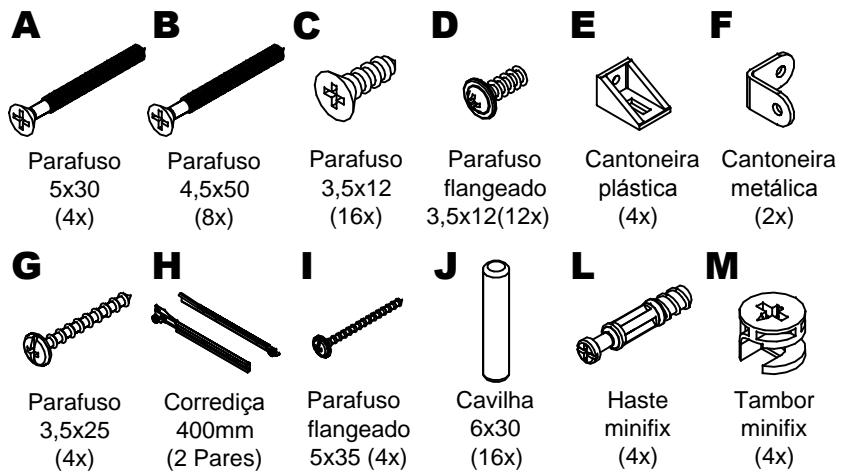 A B C D E F
Parafuso
5x30
(4x)
Parafuso
4,5x50
(8x)
Parafuso
3,5x12
(16x)
Parafuso
flangeado
3,5x12(12x)
Cantoneira
plástica
(4x)
Cantoneira
metálica
(2x)
G H I J L M
Parafuso
3,5x25
(4x)
Corrediça
400mm
(2 Pares)
Parafuso
flangeado
5x35 (4x)
Cavilha
6x30
(16x)
Haste
minifix
(4x)
Tambor
minifix
(4x)